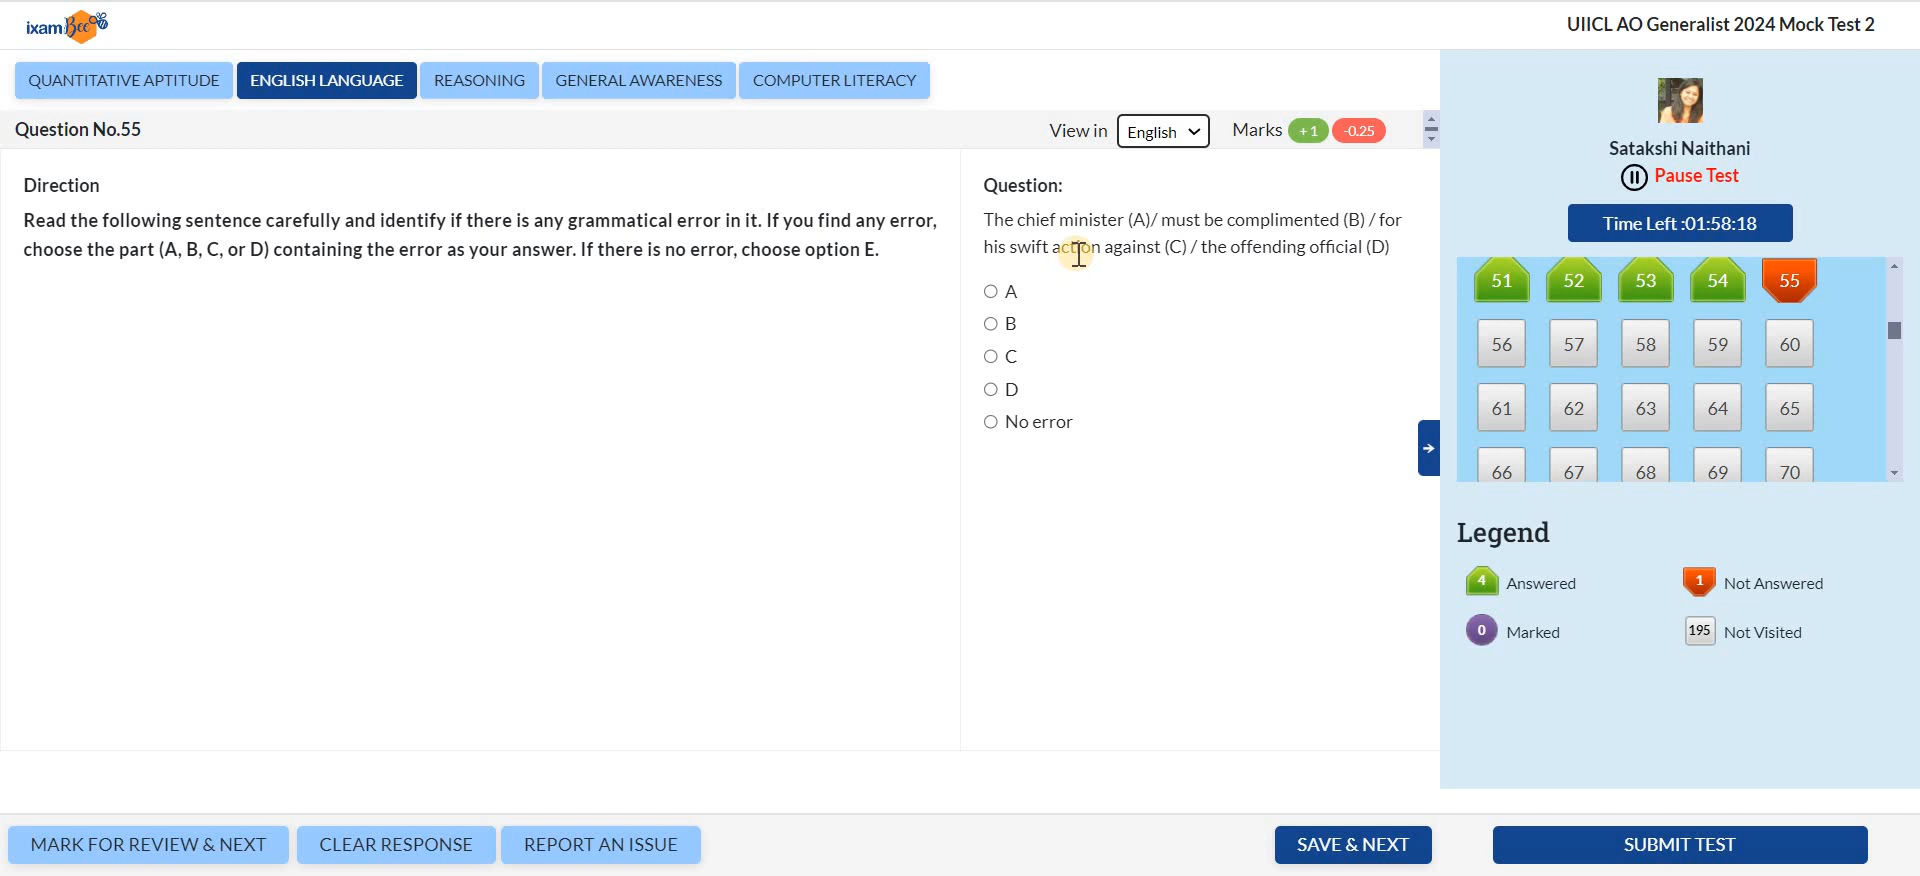 ixamBee
UIICL AO Generalist 2024 Mock Test 2
QUANTITATIVE APTITUDE
ENGLISH LANGUAGE
REASONING
GENERAL AWARENESS
COMPUTER LITERACY
Question No.55
View in
English
Marks
+ 1
-0.25
Satakshi Naithani
Pause Test
Time Left :01:58:18
Direction
Read the following sentence carefully and identify if there is any grammatical error in it. If you find any error,
choose the part (A, B, C, or D) containing the error as your answer. If there is no error, choose option E.
Question:
The chief minister (A)/ must be complimented (B) / for
his swift action against (C) / the offending official (D)
A
B
C
D
No error
51 52 53 54 55
56 57 58 59 60
61 62 63 64 65
66 67 68 69 70
Legend
4 Answered
1 Not Answered
0 Marked
195 Not Visited
MARK FOR REVIEW & NEXT
CLEAR RESPONSE
REPORT AN ISSUE
SAVE & NEXT
SUBMIT TEST